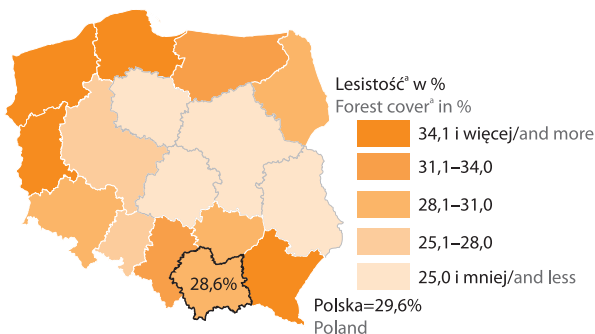 Lesistośćª w %
Forest coverª in %
34,1 i więcej/and more
31,1–34,0
28,1–31,0
25,1–28,0
25,0 i mniej/and less
28,6%
Polska=29,6%
Poland